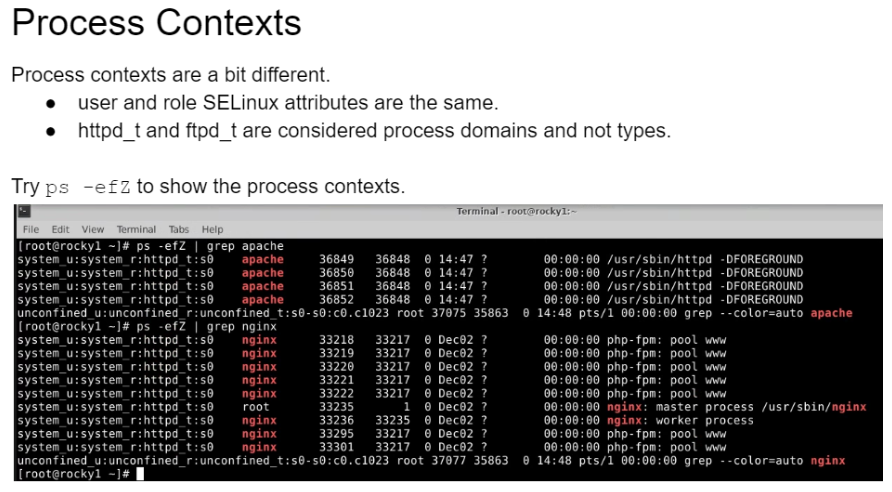 Process Contexts
Process contexts are a bit different.
● user and role SELinux attributes are the same.
● httpd_t and ftpd_t are considered process domains and not types.
Try ps -efZ to show the process contexts.
Terminal - root@rocky1:~
File Edit View Terminal Tabs Help
[root@rocky1 ~]# ps -efZ | grep apache
system_u:system_r:httpd_t:s0 apache 36849 36848 0 14:47 ? 00:00:00 /usr/sbin/httpd -DFOREGROUND
system_u:system_r:httpd_t:s0 apache 36850 36848 0 14:47 ? 00:00:00 /usr/sbin/httpd -DFOREGROUND
system_u:system_r:httpd_t:s0 apache 36851 36848 0 14:47 ? 00:00:00 /usr/sbin/httpd -DFOREGROUND
system_u:system_r:httpd_t:s0 apache 36852 36848 0 14:47 ? 00:00:00 /usr/sbin/httpd -DFOREGROUND
unconfined_u:unconfined_r:unconfined_t:s0-s0:c0.c1023 root 37075 35863 0 14:48 pts/1 00:00:00 grep --color=auto apache
[root@rocky1 ~]# ps -efZ | grep nginx
system_u:system_r:httpd_t:s0 nginx 33218 33217 0 Dec02 ? 00:00:00 php-fpm: pool www
system_u:system_r:httpd_t:s0 nginx 33219 33217 0 Dec02 ? 00:00:00 php-fpm: pool www
system_u:system_r:httpd_t:s0 nginx 33220 33217 0 Dec02 ? 00:00:00 php-fpm: pool www
system_u:system_r:httpd_t:s0 nginx 33221 33217 0 Dec02 ? 00:00:00 php-fpm: pool www
system_u:system_r:httpd_t:s0 nginx 33222 33217 0 Dec02 ? 00:00:00 php-fpm: pool www
system_u:system_r:httpd_t:s0 root 33235 1 0 Dec02 ? 00:00:00 nginx: master process /usr/sbin/nginx
system_u:system_r:httpd_t:s0 nginx 33236 33235 0 Dec02 ? 00:00:00 nginx: worker process
system_u:system_r:httpd_t:s0 nginx 33295 33217 0 Dec02 ? 00:00:00 php-fpm: pool www
system_u:system_r:httpd_t:s0 nginx 33301 33217 0 Dec02 ? 00:00:00 php-fpm: pool www
unconfined_u:unconfined_r:unconfined_t:s0-s0:c0.c1023 root 37077 35863 0 14:48 pts/1 00:00:00 grep --color=auto nginx
[root@rocky1 ~]#